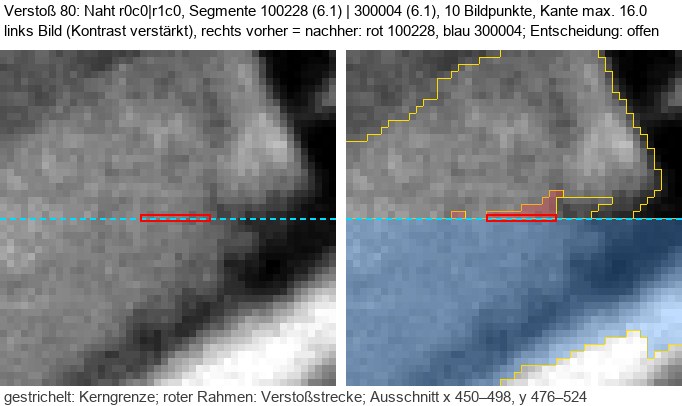 Verstoß 80: Naht r0c0|r1c0, Segmente 100228 (6.1) | 300004 (6.1), 10 Bildpunkte, Kante max. 16.0
links Bild (Kontrast verstärkt), rechts vorher = nachher: rot 100228, blau 300004; Entscheidung: offen
gestrichelt: Kerngrenze; roter Rahmen: Verstoßstrecke; Ausschnitt x 450–498, y 476–524